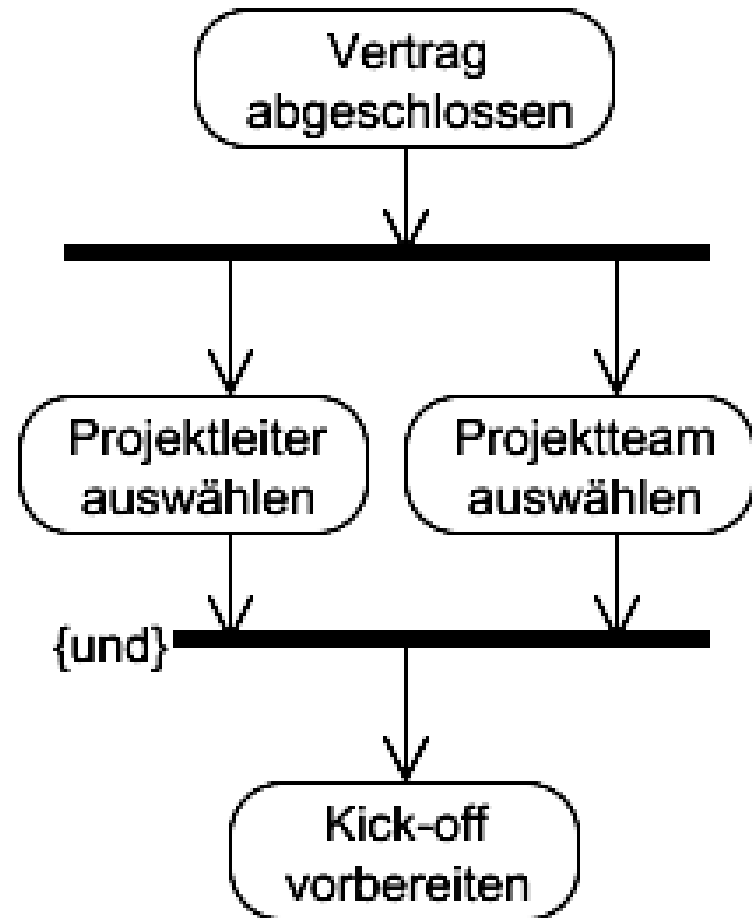 Vertrag
abgeschlossen
Projektleiter
auswählen
Projektteam
auswählen
{und}
Kick-off
vorbereiten